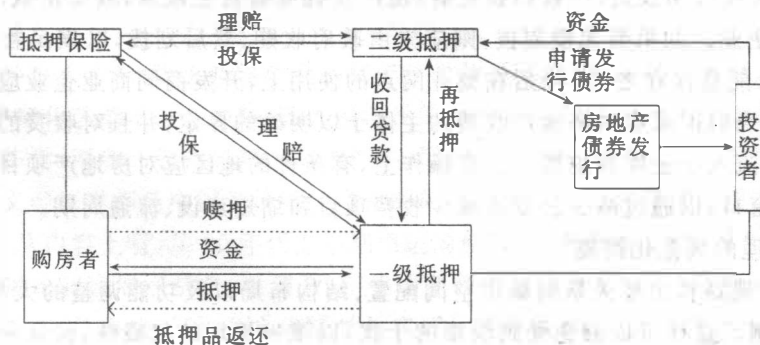 理赔
资金
抵押保险
投保
二级抵押
申请发
行债券
投保
理赔
收回贷款
再抵押
房地产
债券发
行
投资者
赎押
购房者
资金
一级抵押
抵押
抵押品返还